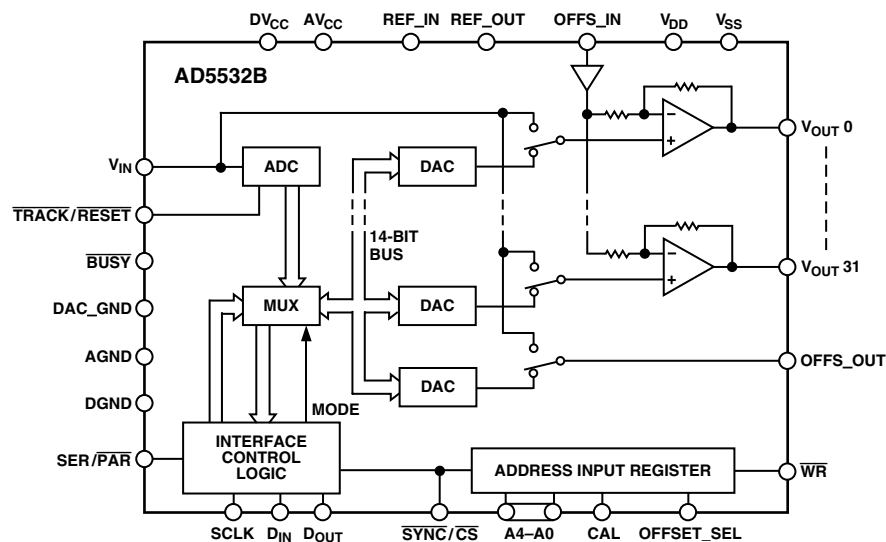 DVCC AVCC REF_IN REF_OUT OFFS_IN VDD VSS
AD5532B
VIN
ADC
DAC
VOUT 0
TRACK/RESET
14-BIT
BUS
BUSY
VOUT 31
DAC_GND
MUX
DAC
AGND
OFFS_OUT
DAC
DGND
MODE
SER/PAR
INTERFACE
CONTROL
LOGIC
ADDRESS INPUT REGISTER
WR
SCLK DIN DOUT SYNC/CS A4–A0 CAL OFFSET_SEL